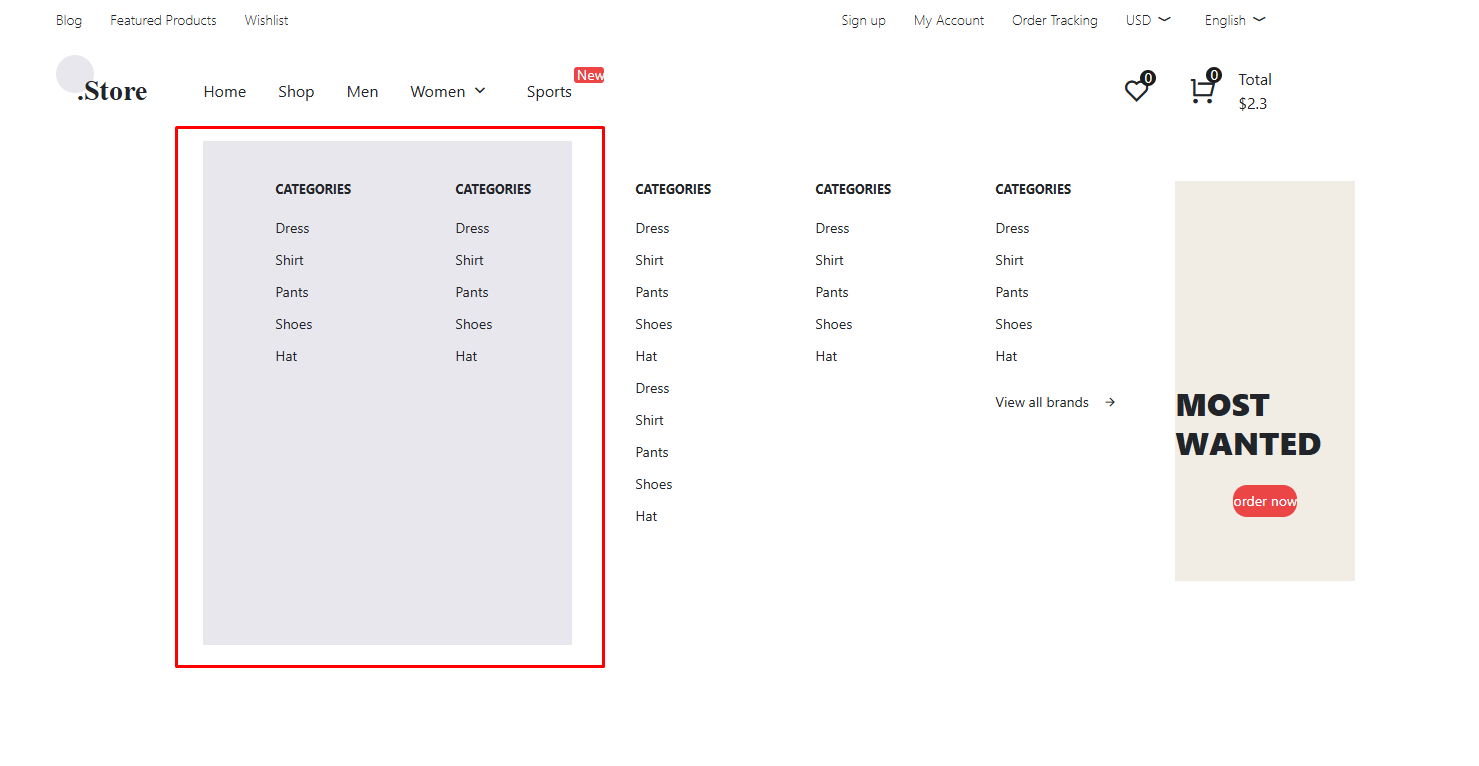 Blog Featured Products Wishlist Sign up My Account Order Tracking USD English
.Store Home Shop Men Women Sports New 0 0 Total
$2.3
CATEGORIES CATEGORIES CATEGORIES CATEGORIES CATEGORIES
Dress Dress Dress Dress Dress
Shirt Shirt Shirt Shirt Shirt
Pants Pants Pants Pants Pants
Shoes Shoes Shoes Shoes Shoes
Hat Hat Hat Hat Hat
Dress
View all brands
MOST
Shirt
WANTED
Pants
Shoes
order now
Hat